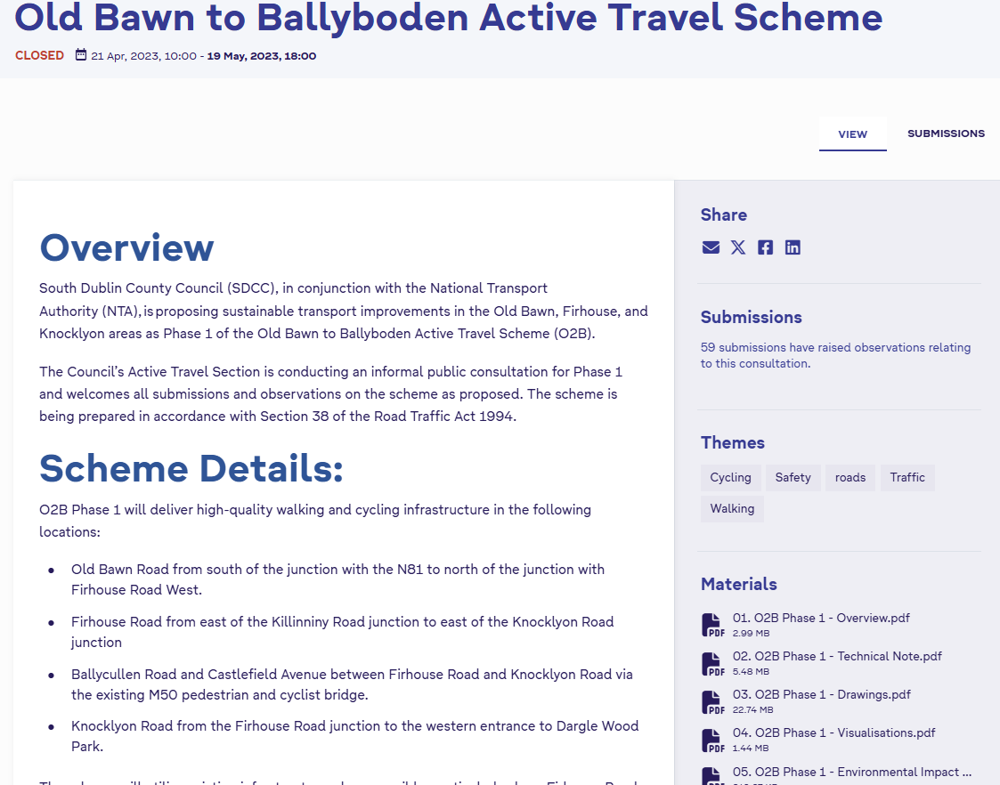 Old Bawn to Ballyboden Active Travel Scheme
CLOSED 21 Apr, 2023, 10:00 - 19 May, 2023, 18:00
VIEW SUBMISSIONS
Overview
South Dublin County Council (SDCC), in conjunction with the National Transport
Authority (NTA), is proposing sustainable transport improvements in the Old Bawn, Firhouse, and
Knocklyon areas as Phase 1 of the Old Bawn to Ballyboden Active Travel Scheme (O2B).
The Council’s Active Travel Section is conducting an informal public consultation for Phase 1
and welcomes all submissions and observations on the scheme as proposed. The scheme is
being prepared in accordance with Section 38 of the Road Traffic Act 1994.
Scheme Details:
O2B Phase 1 will deliver high-quality walking and cycling infrastructure in the following
locations:
• Old Bawn Road from south of the junction with the N81 to north of the junction with
Firhouse Road West.
• Firhouse Road from east of the Killinniny Road junction to east of the Knocklyon Road
junction
• Ballycullen Road and Castlefield Avenue between Firhouse Road and Knocklyon Road via
the existing M50 pedestrian and cyclist bridge.
• Knocklyon Road from the Firhouse Road junction to the western entrance to Dargle Wood
Park.
Share
Submissions
59 submissions have raised observations relating
to this consultation.
Themes
Cycling Safety roads Traffic
Walking
Materials
01. O2B Phase 1 - Overview.pdf
PDF 2.99 MB
02. O2B Phase 1 - Technical Note.pdf
PDF 5.48 MB
03. O2B Phase 1 - Drawings.pdf
PDF 22.74 MB
04. O2B Phase 1 - Visualisations.pdf
PDF 1.44 MB
05. O2B Phase 1 - Environmental Impact ...